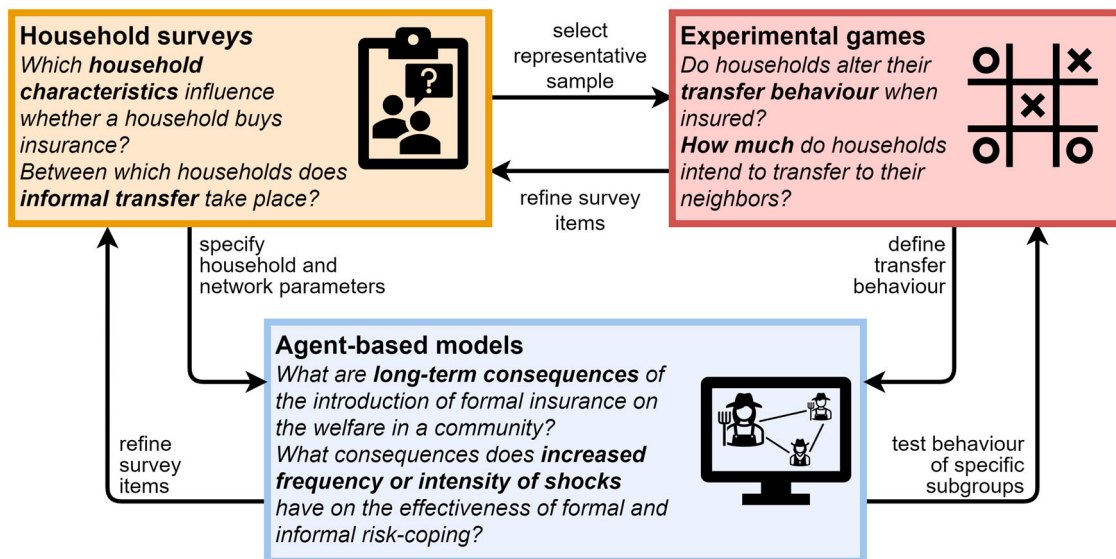 Household surveys
Which household
characteristics influence
whether a household buys
insurance?
Between which households does
informal transfer take place?
?
select
representative
sample
refine survey
items
Experimental games
Do households alter their
transfer behaviour when
insured?
How much do households
intend to transfer to their
neighbors?
specify
household and
network parameters
define
transfer
behaviour
Agent-based models
What are long-term consequences of
the introduction of formal insurance on
the welfare in a community?
What consequences does increased
frequency or intensity of shocks
have on the effectiveness of formal and
informal risk-coping?
refine
survey
items
test behaviour
of specific
subgroups